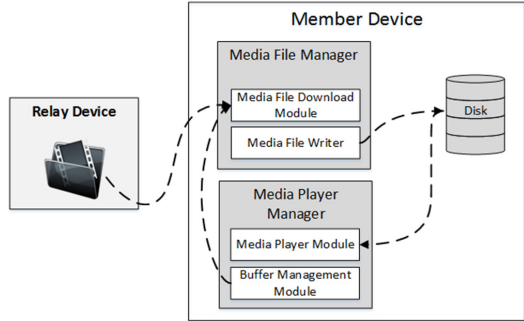 Member Device
Media File Manager
Media File Download
Module
Media File Writer
Relay Device
Disk
Media Player
Manager
Media Player Module
Buffer Management
Module